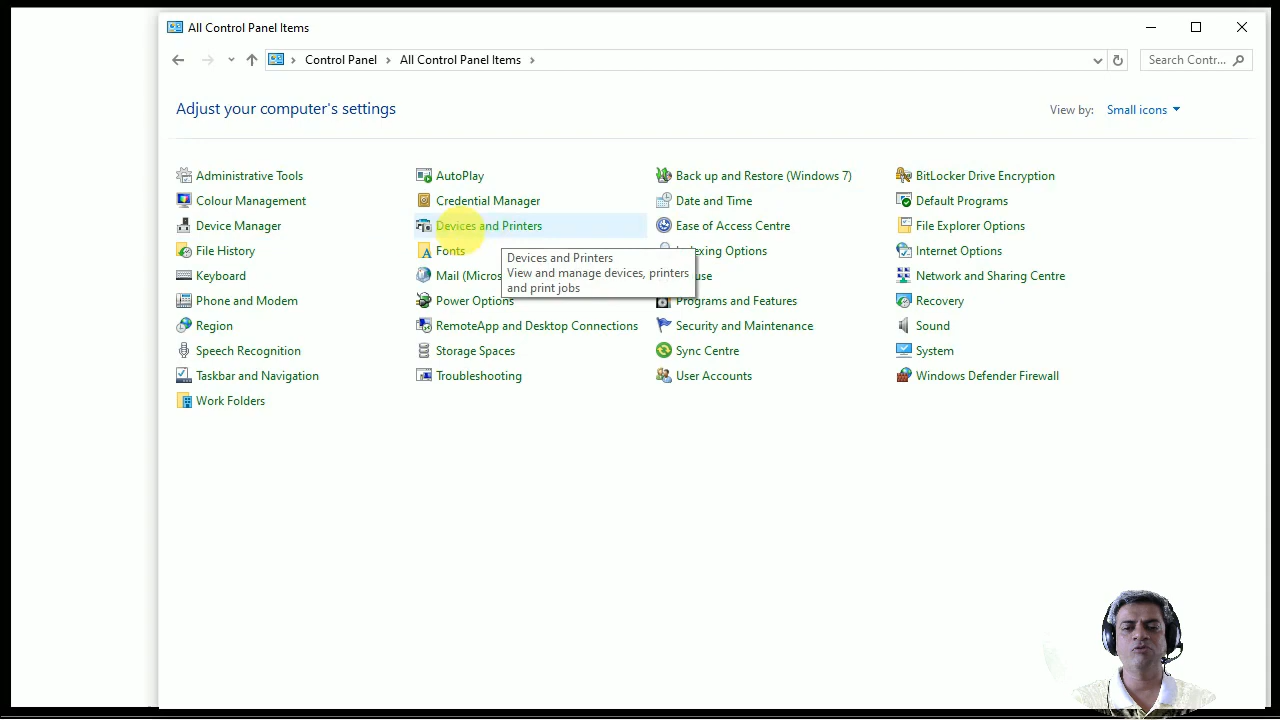 All Control Panel Items
Control Panel
All Control Panel Items
Search Contr...
Adjust your computer's settings
View by: Small icons
Administrative Tools
AutoPlay
Back up and Restore (Windows 7)
BitLocker Drive Encryption
Colour Management
Credential Manager
Date and Time
Default Programs
Device Manager
Devices and Printers
Ease of Access Centre
File Explorer Options
File History
Fonts
Indexing Options
Internet Options
Keyboard
Mail (Micros
use
Network and Sharing Centre
Devices and Printers
View and manage devices, printers
and print jobs
Phone and Modem
Power Options
Programs and Features
Recovery
Region
RemoteApp and Desktop Connections
Security and Maintenance
Sound
Speech Recognition
Storage Spaces
Sync Centre
System
Taskbar and Navigation
Troubleshooting
User Accounts
Windows Defender Firewall
Work Folders